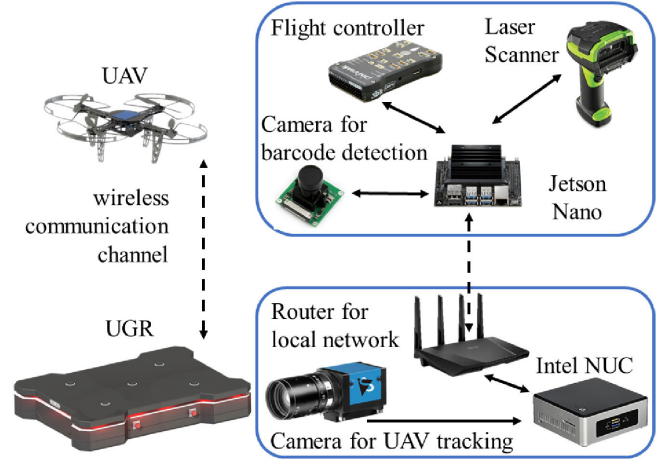 UAV
wireless
communication
channel
UGR
Flight controller
Laser
Scanner
Camera for
barcode detection
Jetson
Nano
Router for
local network
Intel NUC
Camera for UAV tracking